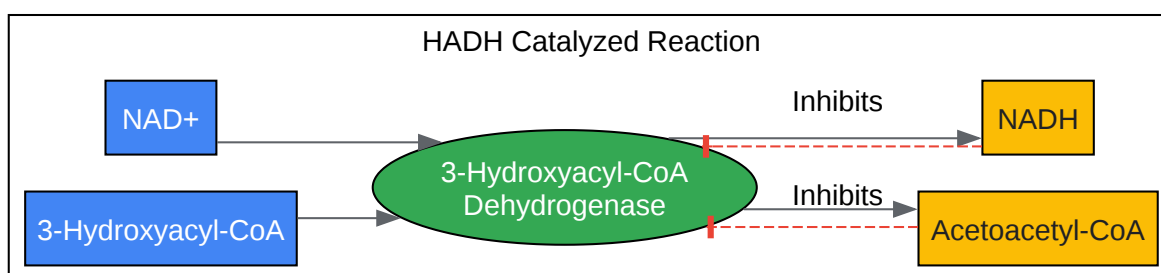 HADH Catalyzed Reaction
NAD+
Inhibits
NADH
3-Hydroxyacyl-CoA
Dehydrogenase
3-Hydroxyacyl-CoA
Inhibits
Acetoacetyl-CoA